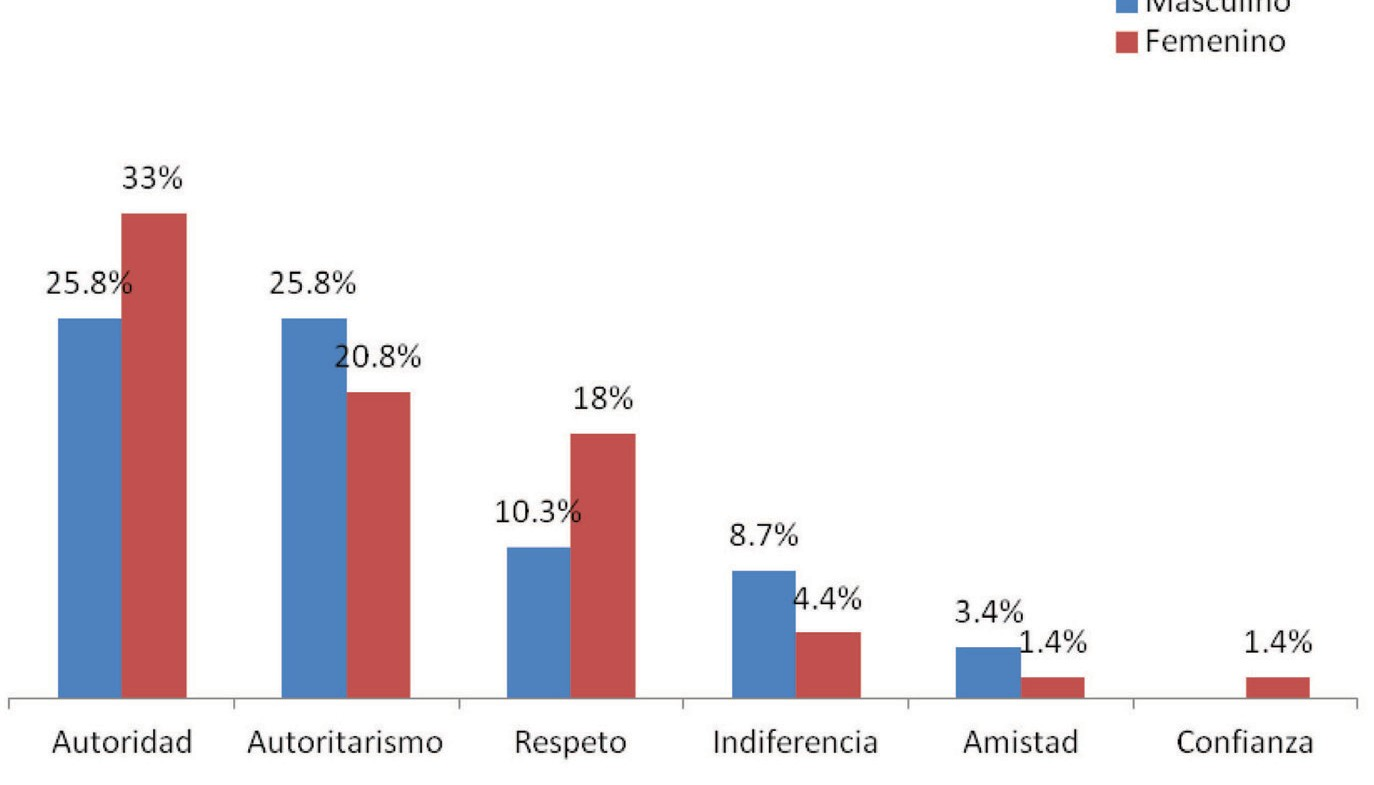 Masculino
Femenino
33%
25.8%
25.8%
20.8%
18%
10.3%
8.7%
4.4%
3.4%
1.4%
1.4%
Autoridad
Autoritarismo
Respeto
Indiferencia
Amistad
Confianza